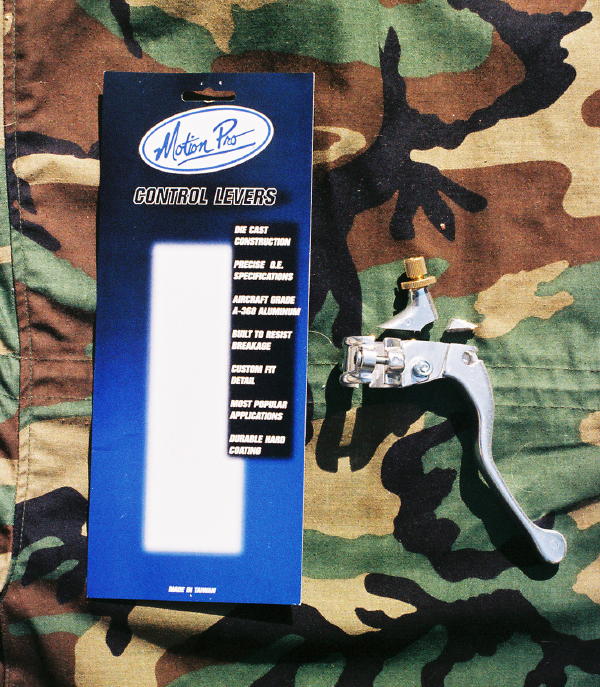 Motion Pro
CONTROL LEVERS
DIE CAST
CONSTRUCTION
PRECISE O.E.
SPECIFICATIONS
AIRCRAFT GRADE
A-360 ALUMINUM
BUILT TO RESIST
BREAKAGE
CUSTOM FIT
DETAIL
MOST POPULAR
APPLICATIONS
DURABLE HARD
COATING
MADE IN TAIWAN